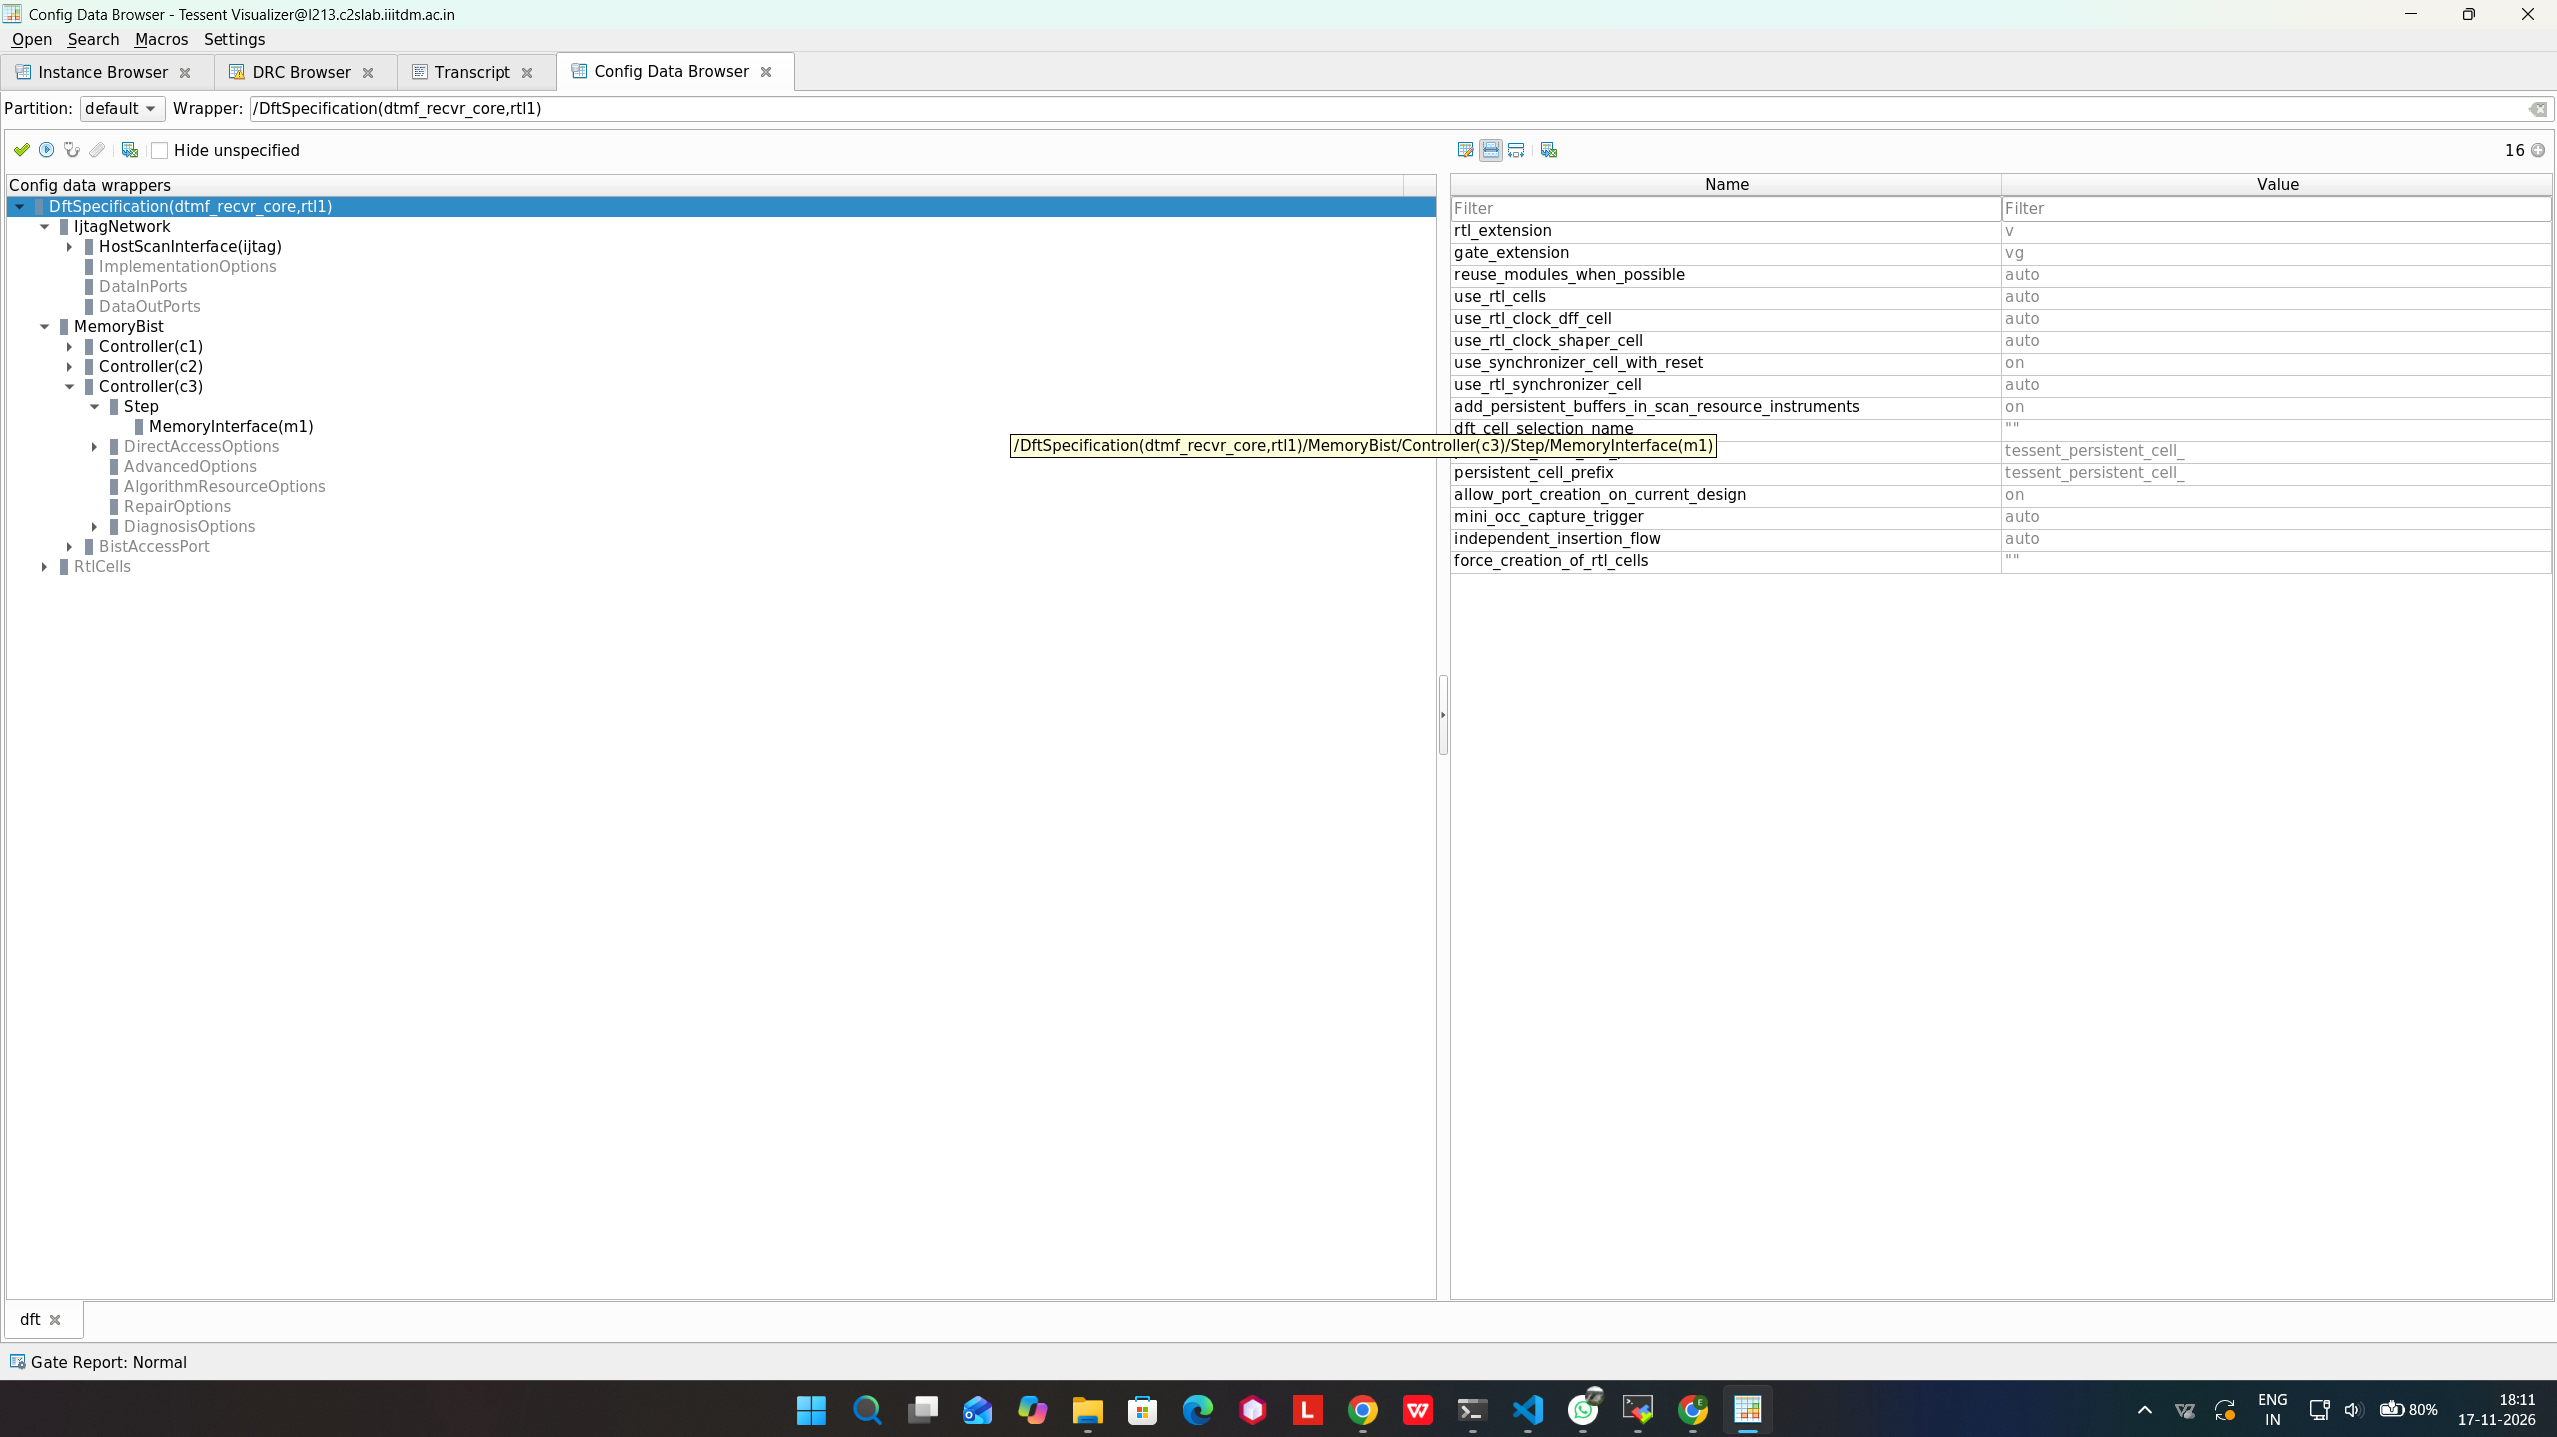 Config Data Browser - Tessent Visualizer@l213.c2slab.iiitdm.ac.in
Open Search Macros Settings
Instance Browser DRC Browser Transcript Config Data Browser
Partition: default Wrapper: /DftSpecification(dtmf_recvr_core,rtl1)
Hide unspecified
16
Config data wrappers
DftSpecification(dtmf_recvr_core,rtl1)
IjtagNetwork
HostScanInterface(ijtag)
ImplementationOptions
DataInPorts
DataOutPorts
MemoryBist
Controller(c1)
Controller(c2)
Controller(c3)
Step
MemoryInterface(m1)
DirectAccessOptions
AdvancedOptions
AlgorithmResourceOptions
RepairOptions
DiagnosisOptions
BistAccessPort
RtlCells
/DftSpecification(dtmf_recvr_core,rtl1)/MemoryBist/Controller(c3)/Step/MemoryInterface(m1)
Name Value
Filter Filter
rtl_extension v
gate_extension vg
reuse_modules_when_possible auto
use_rtl_cells auto
use_rtl_clock_dff_cell auto
use_rtl_clock_shaper_cell auto
use_synchronizer_cell_with_reset on
use_rtl_synchronizer_cell auto
add_persistent_buffers_in_scan_resource_instruments on
dft_cell_selection_name ""
tessent_persistent_cell_
persistent_cell_prefix tessent_persistent_cell_
allow_port_creation_on_current_design on
mini_occ_capture_trigger auto
independent_insertion_flow auto
force_creation_of_rtl_cells ""
dft
Gate Report: Normal
ENG
IN
80%
18:11
17-11-2026